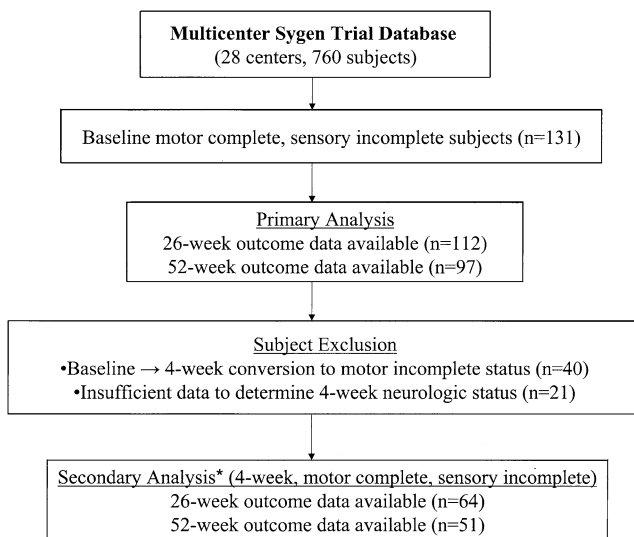 Multicenter Sygen Trial Database
(28 centers, 760 subjects)
Baseline motor complete, sensory incomplete subjects (n=131)
Primary Analysis
26-week outcome data available (n=112)
52-week outcome data available (n=97)
Subject Exclusion
•Baseline → 4-week conversion to motor incomplete status (n=40)
•Insufficient data to determine 4-week neurologic status (n=21)
Secondary Analysis* (4-week, motor complete, sensory incomplete)
26-week outcome data available (n=64)
52-week outcome data available (n=51)